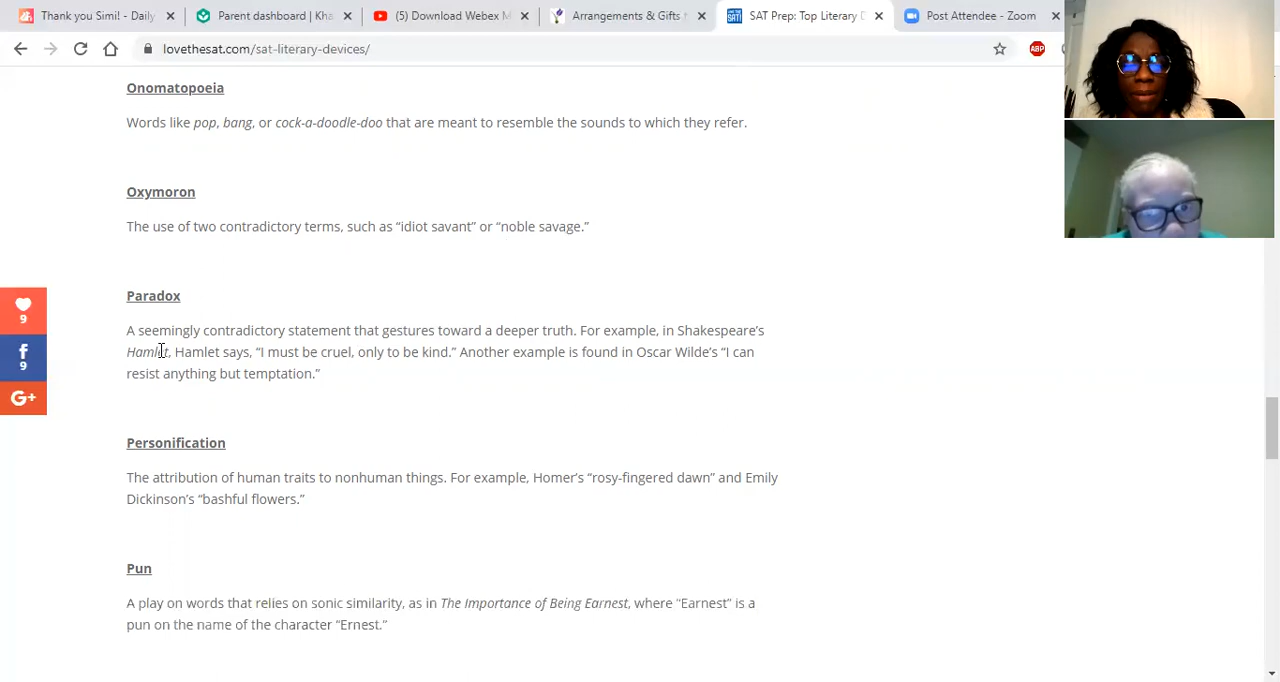 Thank you Simi! - Daily
Parent dashboard | Kha
(5) Download Webex M
Arrangements & Gifts
SAT Prep: Top Literary D
Post Attendee - Zoom
lovethesat.com/sat-literary-devices/
ABP
Onomatopoeia
Words like pop, bang, or cock-a-doodle-doo that are meant to resemble the sounds to which they refer.
Oxymoron
The use of two contradictory terms, such as “idiot savant” or “noble savage.”
Paradox
A seemingly contradictory statement that gestures toward a deeper truth. For example, in Shakespeare’s
Hamlet, Hamlet says, “I must be cruel, only to be kind.” Another example is found in Oscar Wilde’s “I can
resist anything but temptation.”
9
f
9
G+
Personification
The attribution of human traits to nonhuman things. For example, Homer’s “rosy-fingered dawn” and Emily
Dickinson’s “bashful flowers.”
Pun
A play on words that relies on sonic similarity, as in The Importance of Being Earnest, where “Earnest” is a
pun on the name of the character “Ernest.”